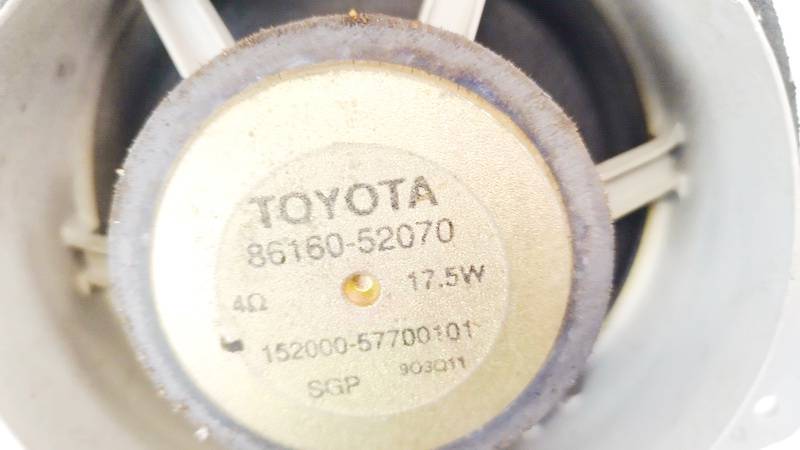 TOYOTA
86160-52070
4Ω 17.5W
152000-57700101
SGP 903Q11